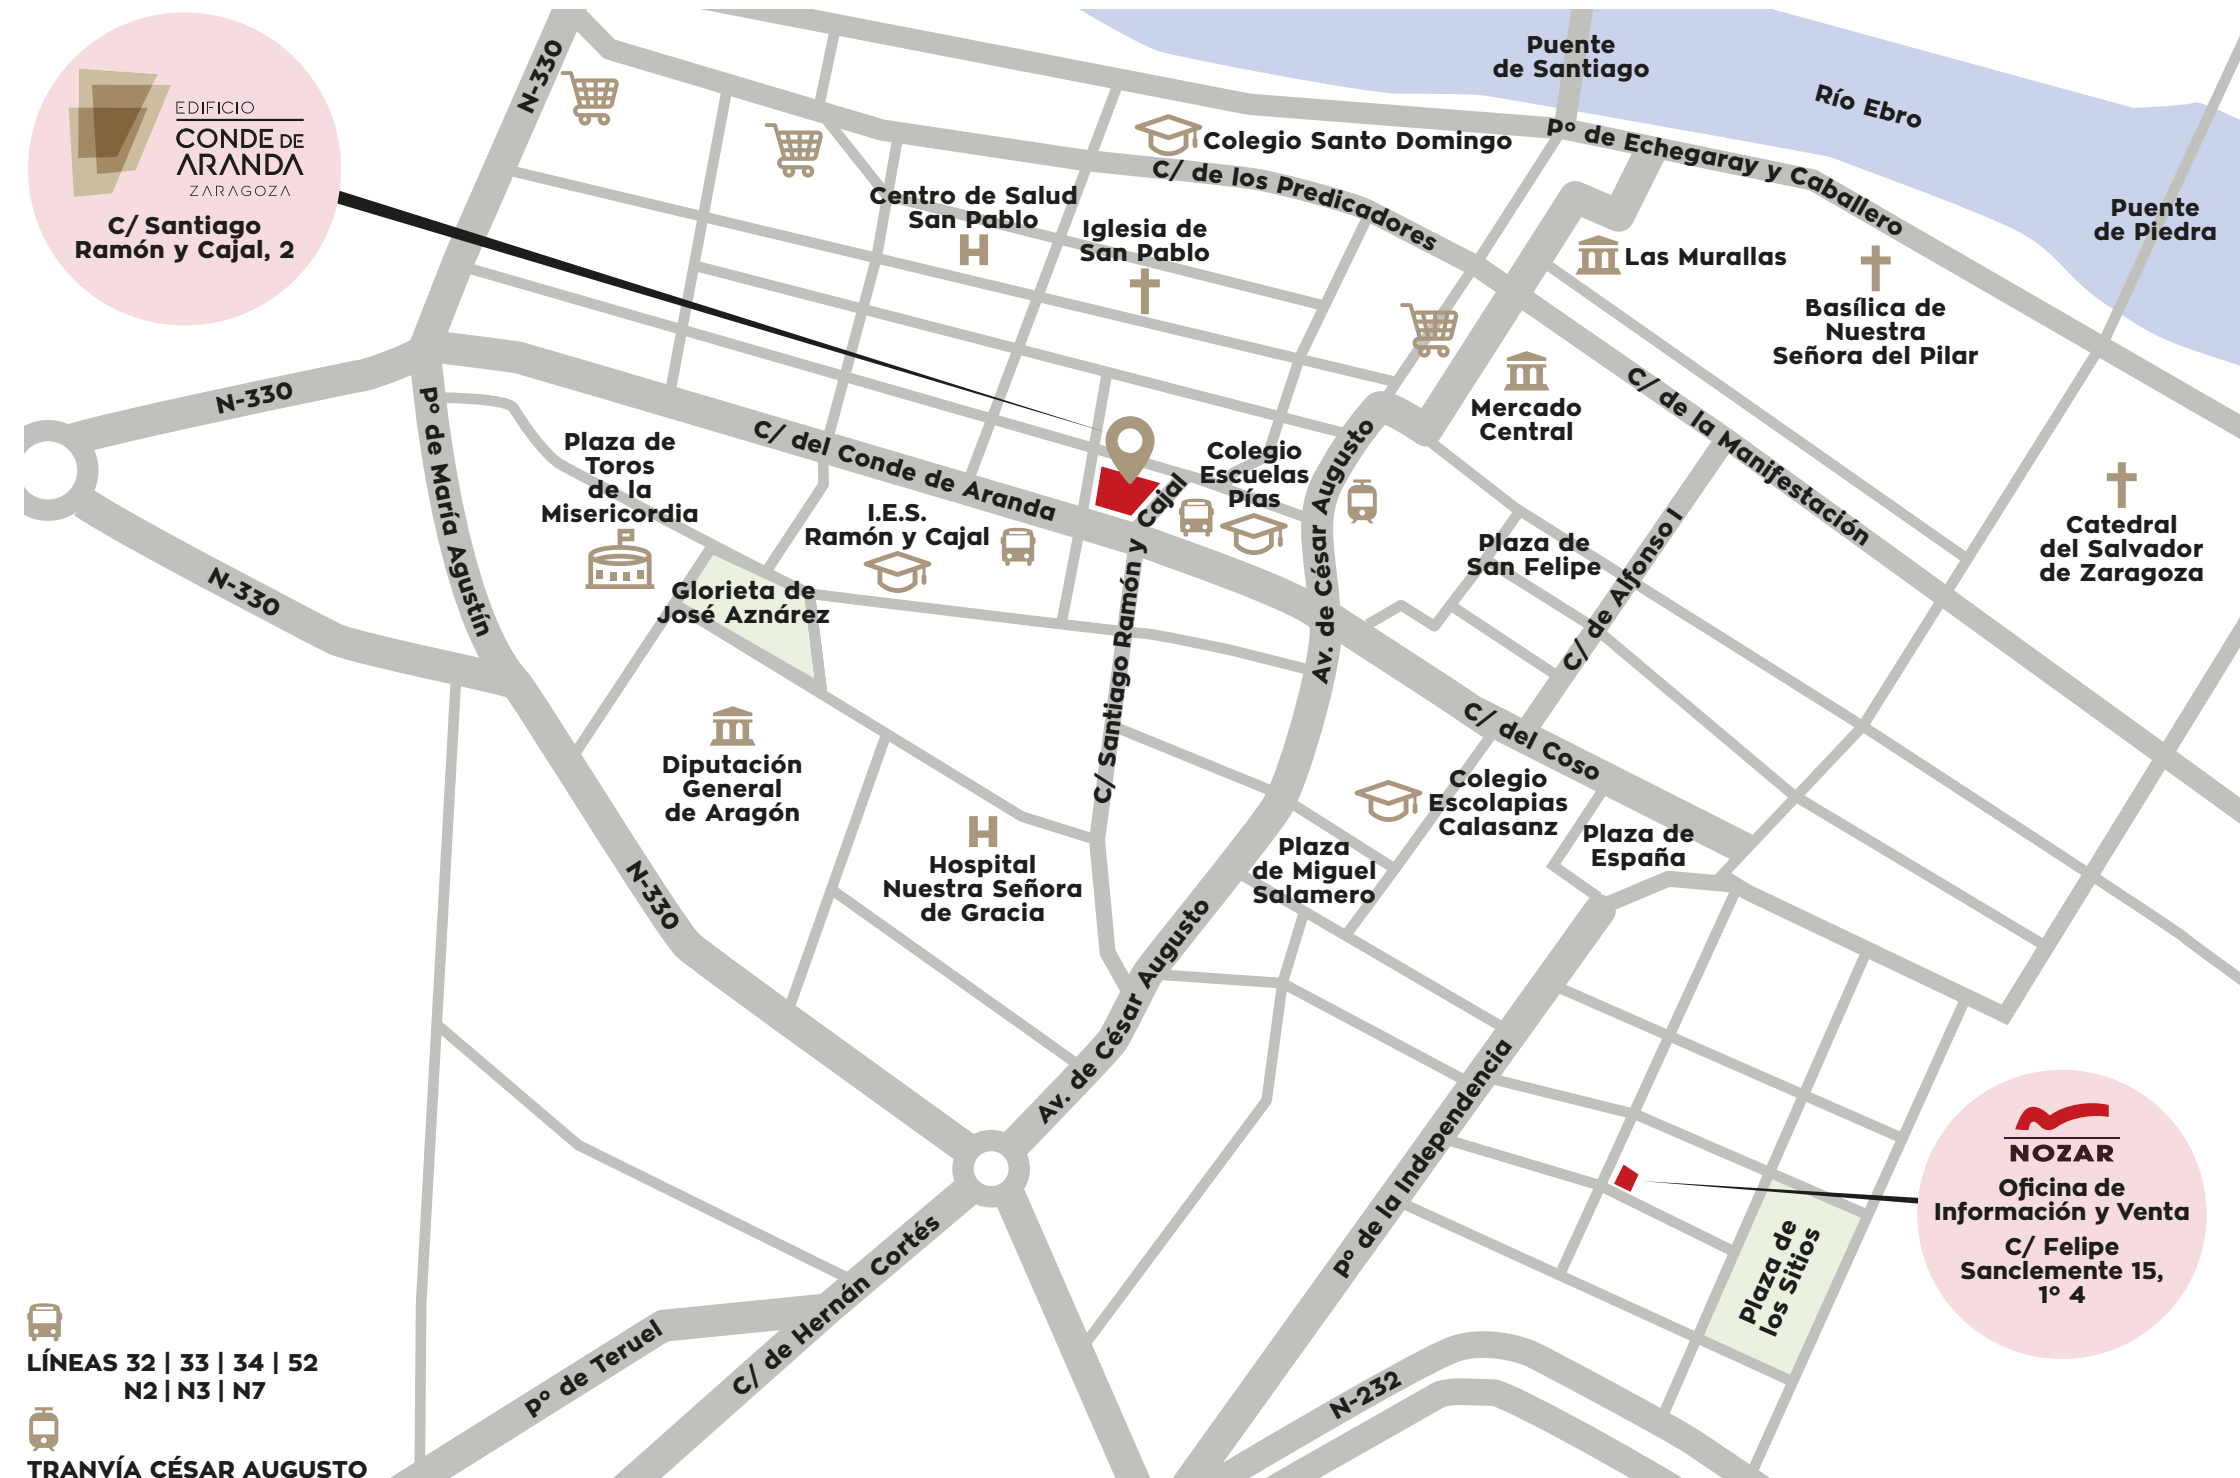 EDIFICIO
CONDE DE
ARANDA
ZARAGOZA
C/ Santiago
Ramón y Cajal, 2
N-330
Puente
de Santiago
Río Ebro
Pº de Echegaray y Caballero
Puente
de Piedra
Colegio Santo Domingo
C/ de los Predicadores
Centro de Salud
San Pablo
H
Iglesia de
San Pablo
Las Murallas
Basílica de
Nuestra
Señora del Pilar
N-330
Pº de María Agustín
Mercado
Central
C/ de la Manifestación
Plaza de
Toros
de la
Misericordia
C/ del Conde de Aranda
Colegio
Escuelas
Pías
Av. de César Augusto
I.E.S.
Ramón y Cajal
C/ Santiago Ramón y Cajal
Plaza de
San Felipe
C/ de Alfonso I
Catedral
del Salvador
de Zaragoza
N-330
Glorieta de
José Aznárez
C/ del Coso
Diputación
General
de Aragón
Colegio
Escolapias
Calasanz
Plaza de
España
H
Hospital
Nuestra Señora
de Gracia
Plaza
de Miguel
Salamero
N-330
Av. de César Augusto
Pº de la Independencia
NOZAR
Oficina de
Información y Venta
C/ Felipe
Sanclemente 15,
1º 4
Plaza de
los Sitios
C/ de Hernán Cortés
Pº de Teruel
N-232
LÍNEAS 32 | 33 | 34 | 52
N2 | N3 | N7
TRANVÍA CÉSAR AUGUSTO